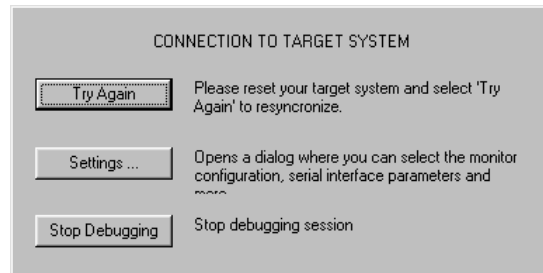 CONNECTION TO TARGET SYSTEM
Try Again
Please reset your target system and select 'Try
Again' to resyncronize.
Settings ...
Opens a dialog where you can select the monitor
configuration, serial interface parameters and
Stop Debugging
Stop debugging session